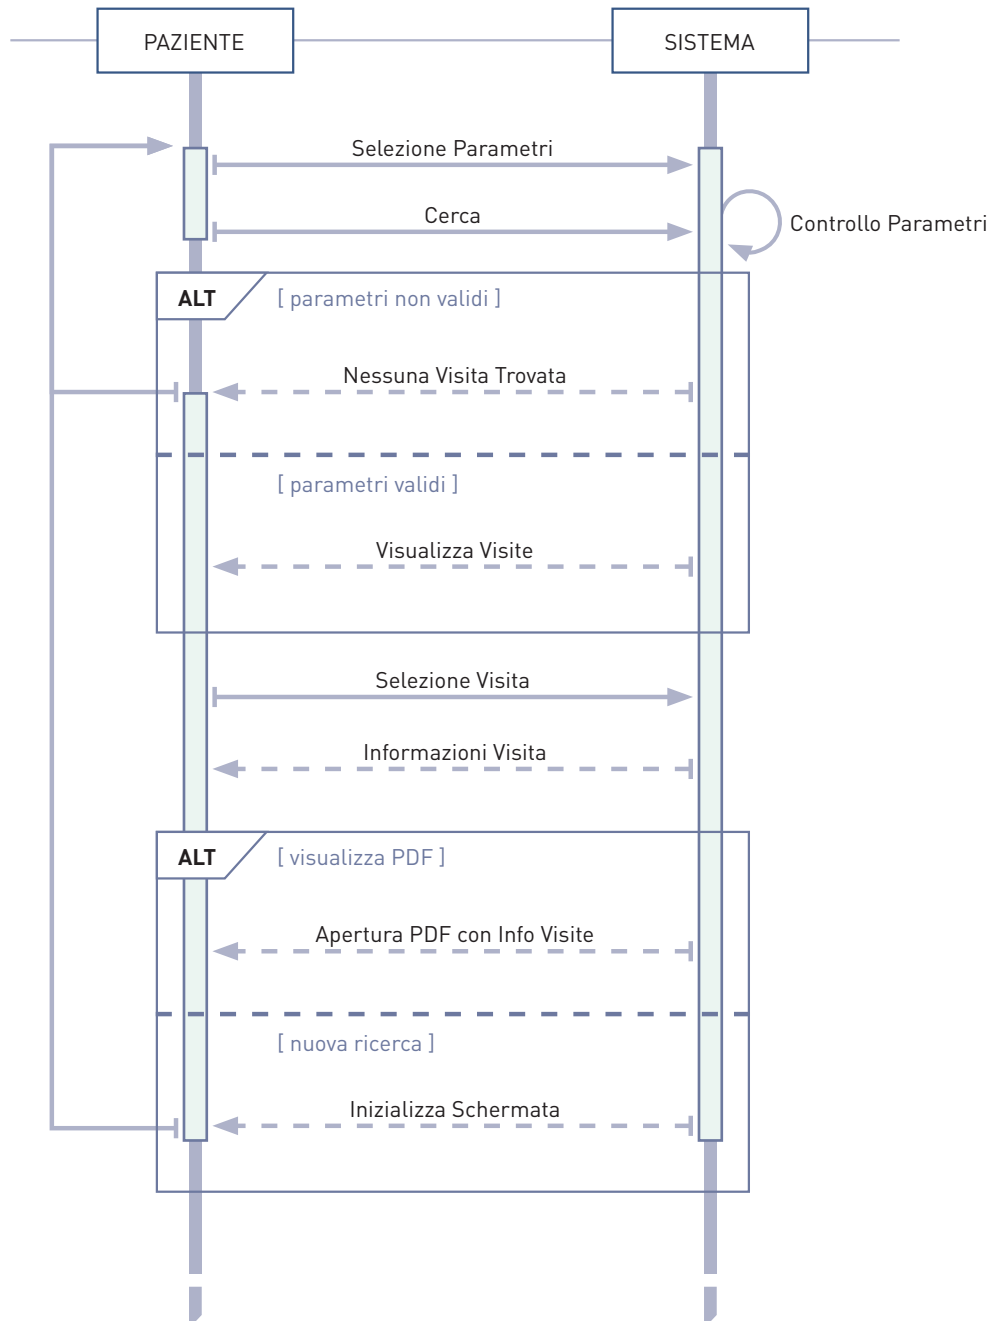 PAZIENTE
SISTEMA
Selezione Parametri
Cerca
Controllo Parametri
ALT
[ parametri non validi ]
Nessuna Visita Trovata
[ parametri validi ]
Visualizza Visite
Selezione Visita
Informazioni Visita
ALT
[ visualizza PDF ]
Apertura PDF con Info Visite
[ nuova ricerca ]
Inizializza Schermata